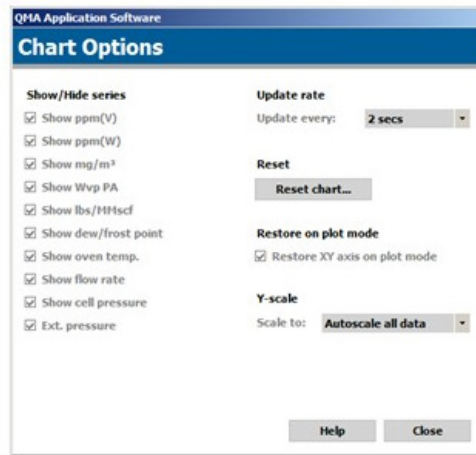 QMA Application Software
Chart Options
Show/Hide series
Show ppm(V)
Show ppm(W)
Show mg/m³
Show Wvp PA
Show lbs/MMscf
Show dew/frost point
Show oven temp.
Show flow rate
Show cell pressure
Ext. pressure
Update rate
Update every: 2 secs
Reset
Reset chart...
Restore on plot mode
Restore XY axis on plot mode
Y-scale
Scale to: Autoscale all data
Help Close